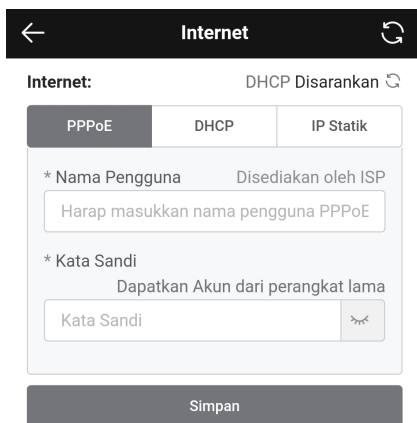 Internet
Internet: DHCP Disarankan
PPPoE DHCP IP Statik
* Nama Pengguna Disediakan oleh ISP
Harap masukkan nama pengguna PPPoE
* Kata Sandi
Dapatkan Akun dari perangkat lama
Kata Sandi
Simpan